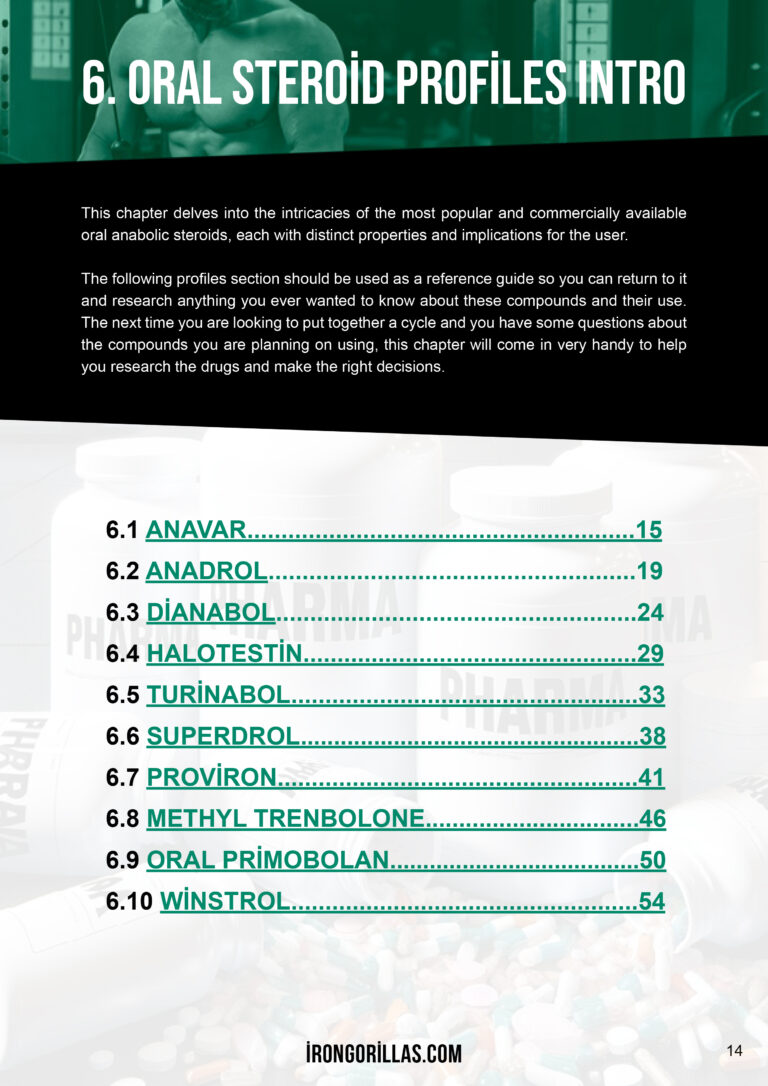 6. ORAL STEROİD PROFİLES INTRO
This chapter delves into the intricacies of the most popular and commercially available
oral anabolic steroids, each with distinct properties and implications for the user.
The following profiles section should be used as a reference guide so you can return to it
and research anything you ever wanted to know about these compounds and their use.
The next time you are looking to put together a cycle and you have some questions about
the compounds you are planning on using, this chapter will come in very handy to help
you research the drugs and make the right decisions.
6.1 ANAVAR.........................................................15
6.2 ANADROL......................................................19
6.3 DİANABOL.....................................................24
6.4 HALOTESTİN.................................................29
6.5 TURİNABOL...................................................33
6.6 SUPERDROL..................................................38
6.7 PROVİRON.....................................................41
6.8 METHYL TRENBOLONE...............................46
6.9 ORAL PRİMOBOLAN.....................................50
6.10 WİNSTROL...................................................54
PHARMA
PHARMA
PHARMA
İRONGORİLLAS.COM
14